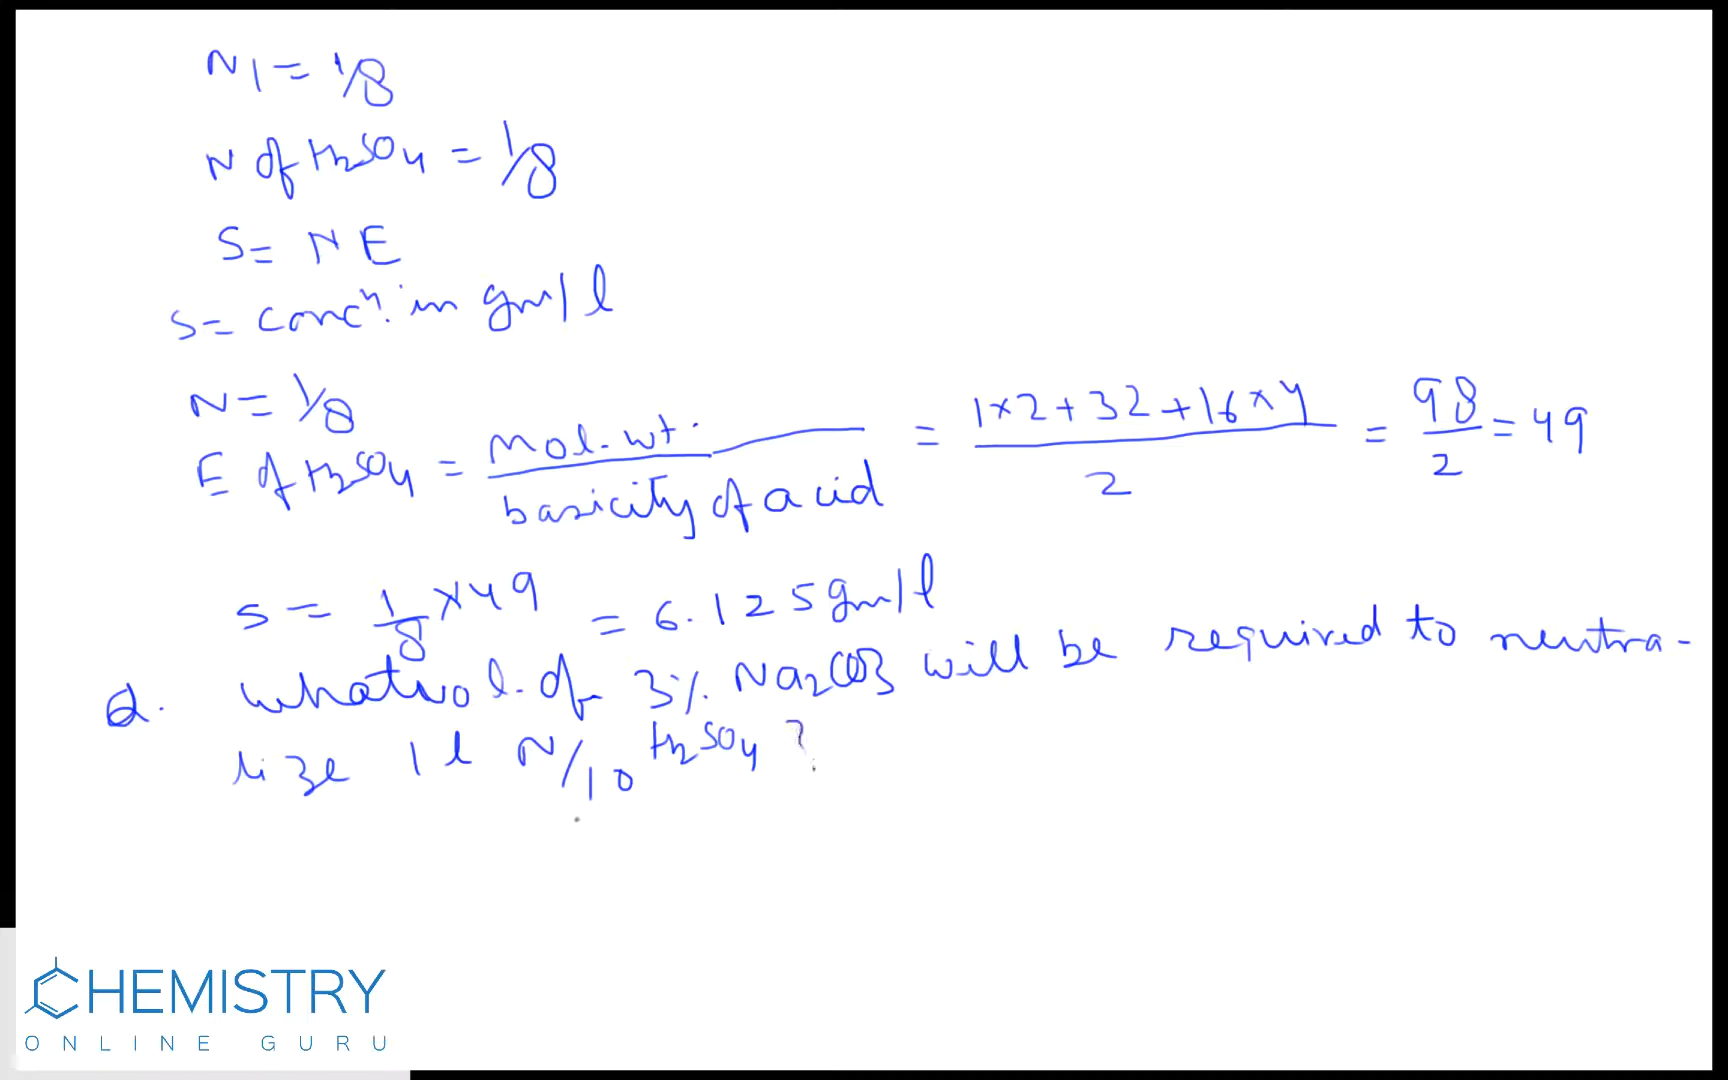 N1 = 1/8
N of H2SO4 = 1/8
S = NE
S = concn. in gm/l
N = 1/8
E of H2SO4 = mol. wt. / basicity of acid = 1×2+32+16×4 / 2 = 98/2 = 49
S = 1/8 × 49 = 6.125 gm/l
Q. what vol. of 3% Na2CO3 will be required to neutra-
lize 1 l N/10 H2SO4 ?
CHEMISTRY
ONLINE GURU